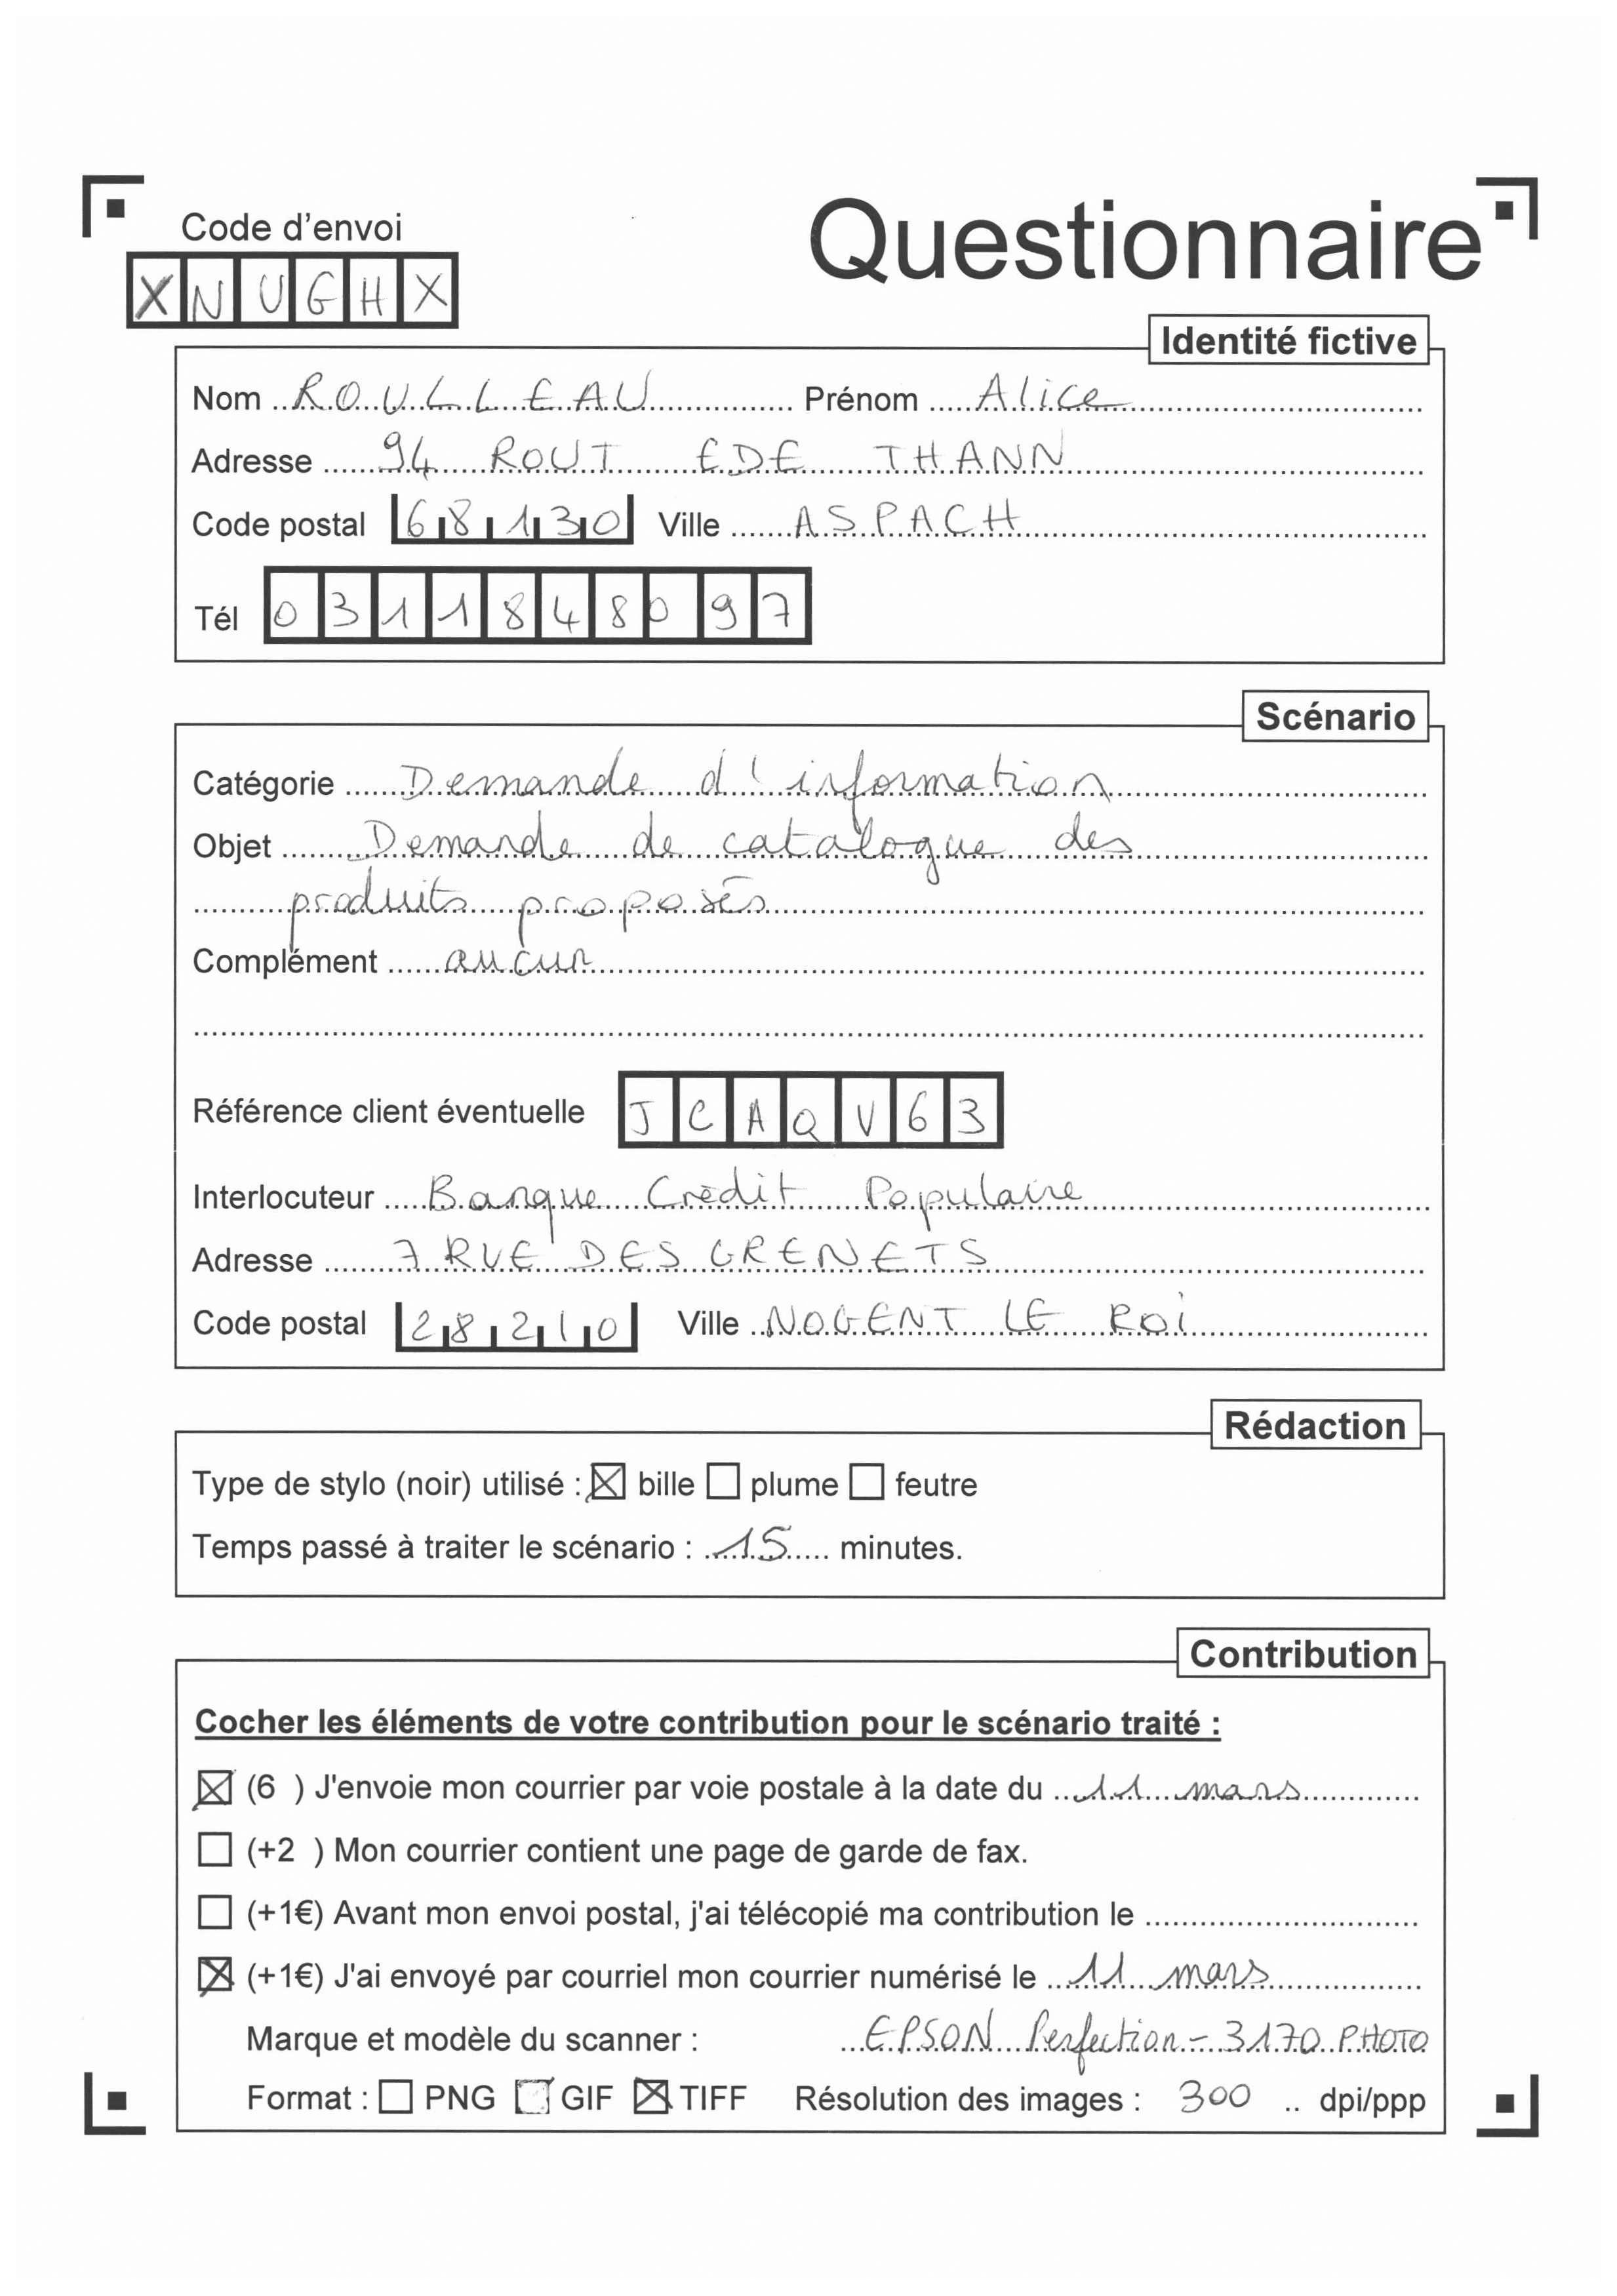 Code d'envoi
Questionnaire
XNUGHX
Identité fictive
Nom ROULLEAU Prénom Alice
Adresse 94 ROUT EDE THANN
Code postal 68130 Ville ASPACH
Tél 0311848097
Scénario
Catégorie Demande d'information
Objet Demande de catalogue des
produits proposés
Complément aucun
Référence client éventuelle JCAQV63
Interlocuteur Banque Crédit Populaire
Adresse 7 RUE DES GRENETS
Code postal 28210 Ville NOGENT LE ROI
Rédaction
Type de stylo (noir) utilisé : ☒ bille ☐ plume ☐ feutre
Temps passé à traiter le scénario : 15 minutes.
Contribution
Cocher les éléments de votre contribution pour le scénario traité :
☒ (6 ) J'envoie mon courrier par voie postale à la date du 11 mars
☐ (+2 ) Mon courrier contient une page de garde de fax.
☐ (+1€) Avant mon envoi postal, j'ai télécopié ma contribution le
☒ (+1€) J'ai envoyé par courriel mon courrier numérisé le 11 mars
Marque et modèle du scanner : EPSON Perfection - 3170 PHOTO
Format : ☐ PNG ☐ GIF ☒ TIFF Résolution des images : 300 .. dpi/ppp